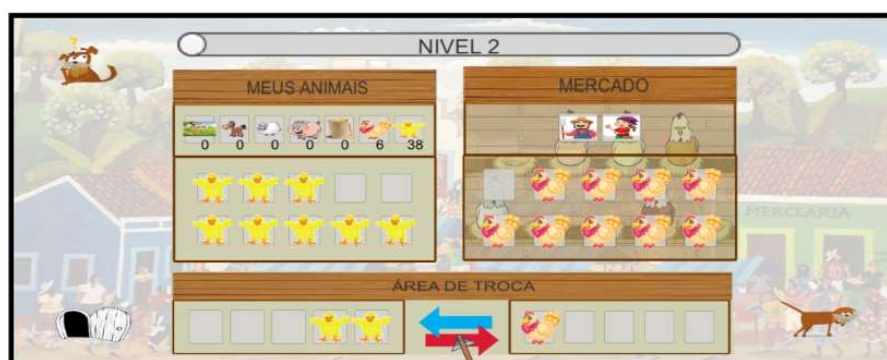 NIVEL 2
MEUS ANIMAIS
MERCADO
0 0 0 0 0 6 38
MERCEARIA
ÁREA DE TROCA
?